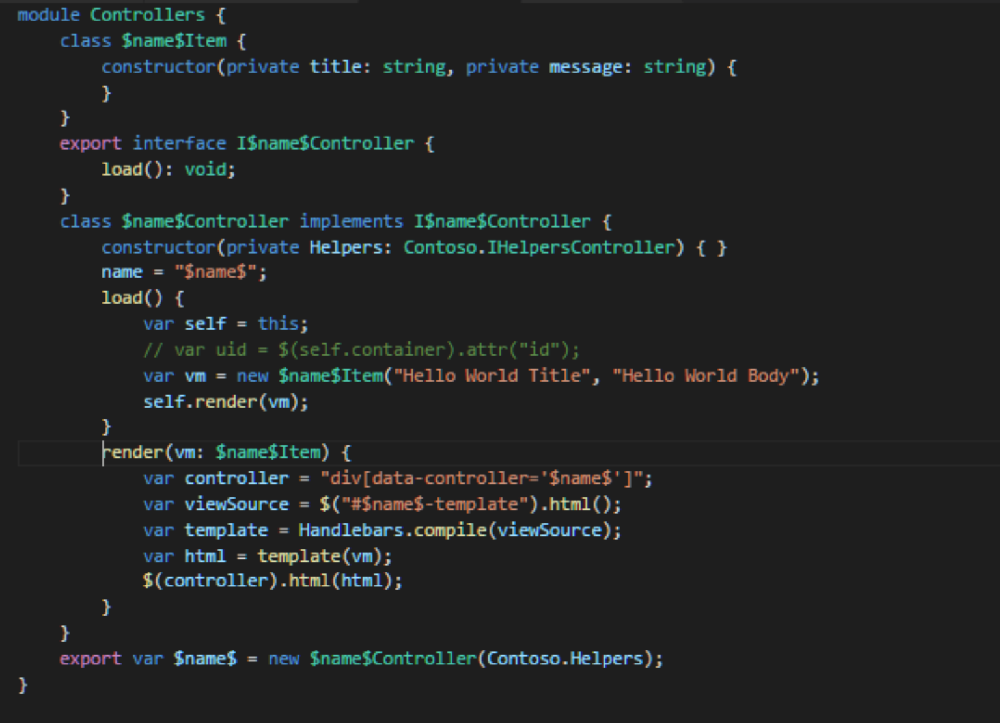 module Controllers {
    class $name$Item {
        constructor(private title: string, private message: string) {
        }
    }
    export interface I$name$Controller {
        load(): void;
    }
    class $name$Controller implements I$name$Controller {
        constructor(private Helpers: Contoso.IHelpersController) { }
        name = "$name$";
        load() {
            var self = this;
            // var uid = $(self.container).attr("id");
            var vm = new $name$Item("Hello World Title", "Hello World Body");
            self.render(vm);
        }
        render(vm: $name$Item) {
            var controller = "div[data-controller='$name$']";
            var viewSource = $("#$name$-template").html();
            var template = Handlebars.compile(viewSource);
            var html = template(vm);
            $(controller).html(html);
        }
    }
    export var $name$ = new $name$Controller(Contoso.Helpers);
}